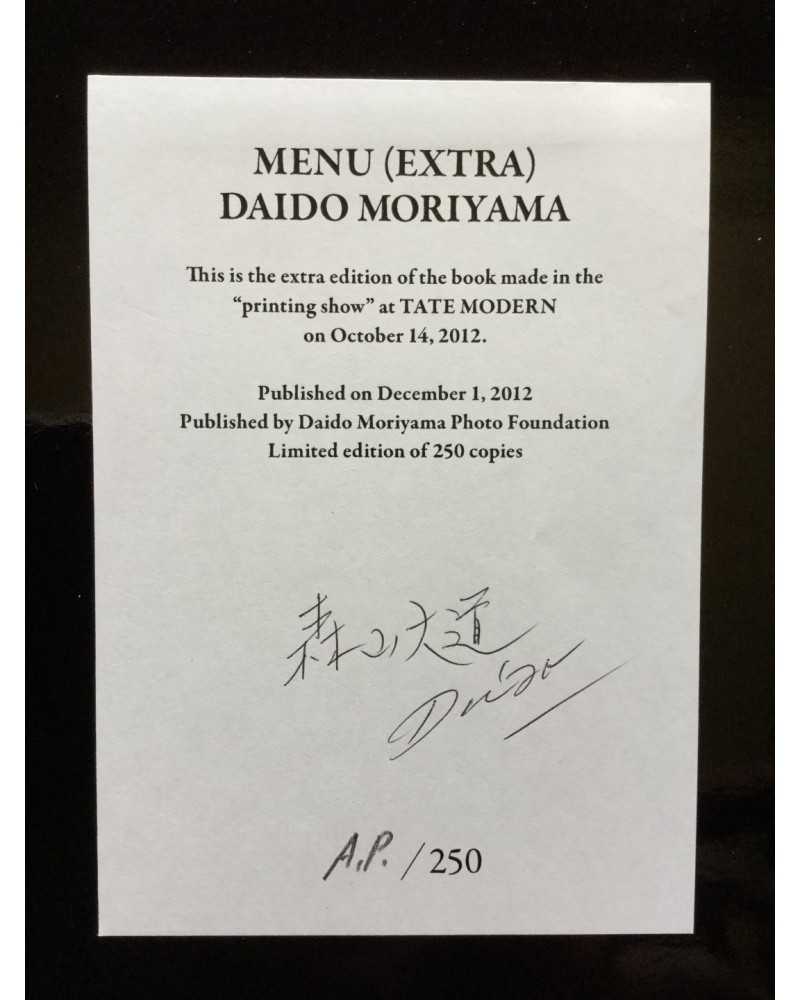 MENU (EXTRA)
DAIDO MORIYAMA
This is the extra edition of the book made in the
“printing show” at TATE MODERN
on October 14, 2012.
Published on December 1, 2012
Published by Daido Moriyama Photo Foundation
Limited edition of 250 copies
森山大道
Daido
A.P. / 250